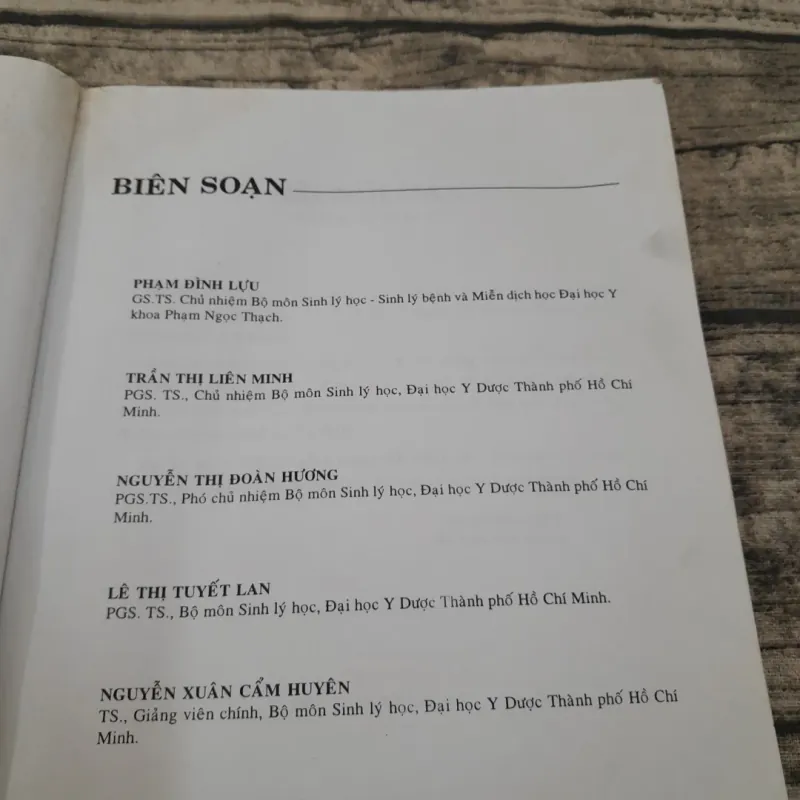 BIÊN SOẠN
PHẠM ĐÌNH LỰU
GS.TS. Chủ nhiệm Bộ môn Sinh lý học - Sinh lý bệnh và Miễn dịch học Đại học Y
khoa Phạm Ngọc Thạch.
TRẦN THỊ LIÊN MINH
PGS. TS., Chủ nhiệm Bộ môn Sinh lý học, Đại học Y Dược Thành phố Hồ Chí
Minh.
NGUYỄN THỊ ĐOÀN HƯƠNG
PGS.TS., Phó chủ nhiệm Bộ môn Sinh lý học, Đại học Y Dược Thành phố Hồ Chí
Minh.
LÊ THỊ TUYẾT LAN
PGS. TS., Bộ môn Sinh lý học, Đại học Y Dược Thành phố Hồ Chí Minh.
NGUYỄN XUÂN CẨM HUYÊN
TS., Giảng viên chính, Bộ môn Sinh lý học, Đại học Y Dược Thành phố Hồ Chí
Minh.